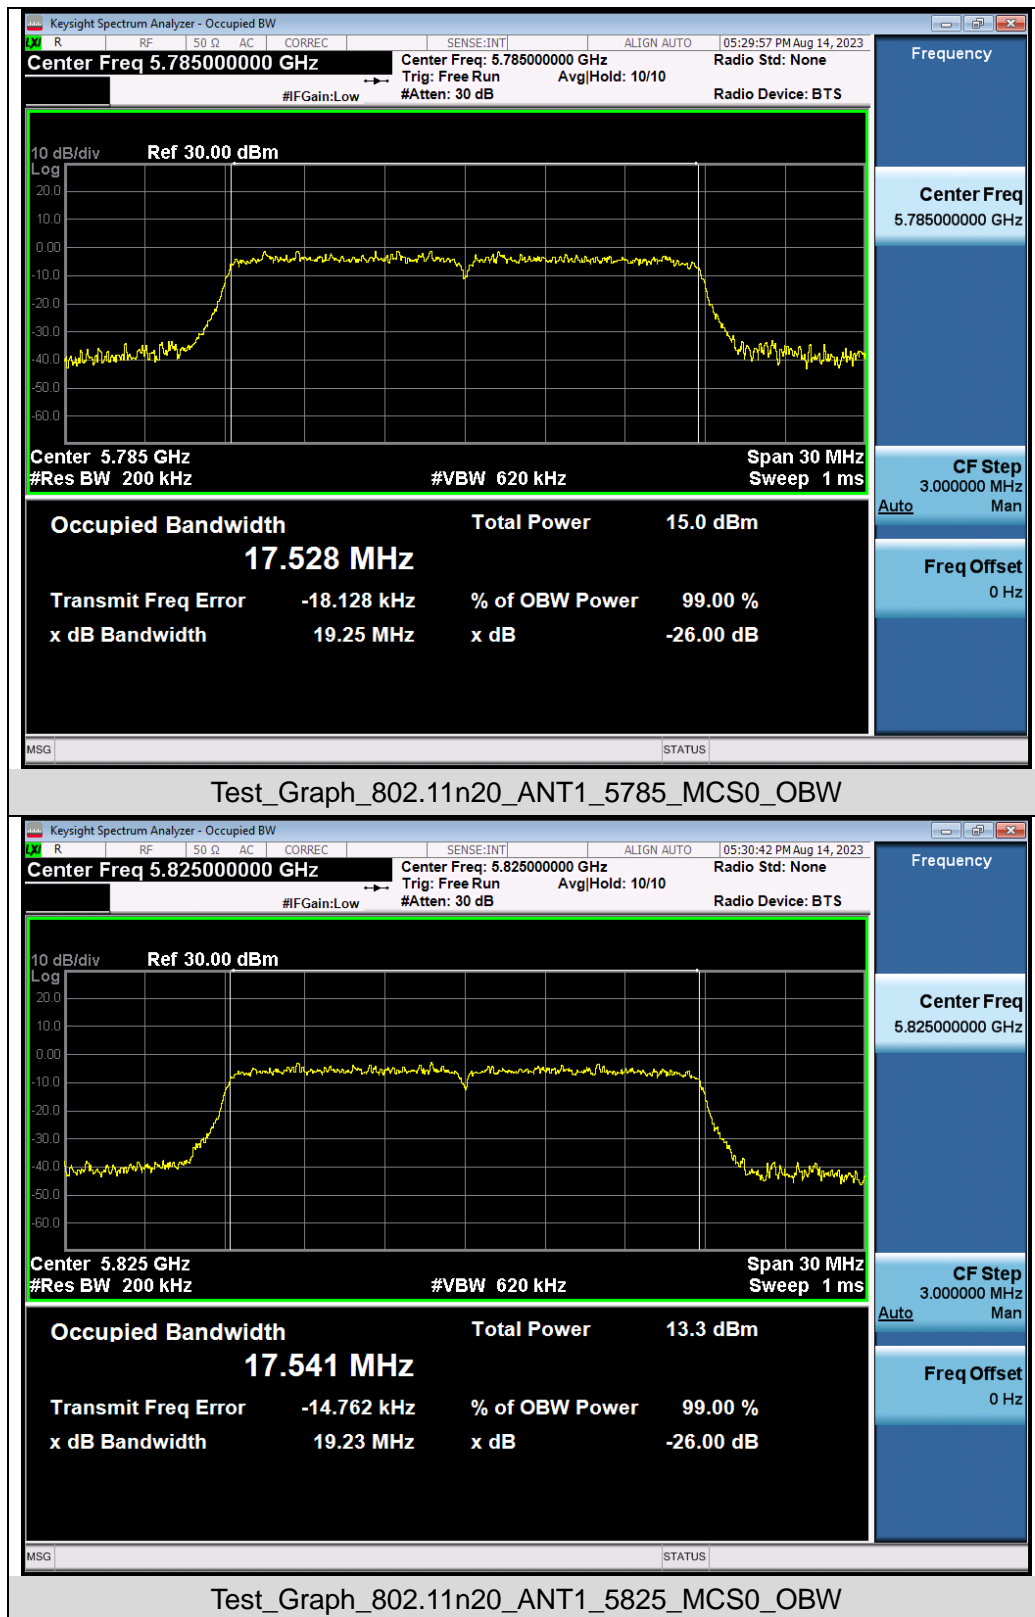 Keysight Spectrum Analyzer - Occupied BW
LXI R RF 50 Ω AC CORREC SENSE:INT ALIGN AUTO 05:29:57 PM Aug 14, 2023
Center Freq 5.785000000 GHz Center Freq: 5.785000000 GHz Radio Std: None Frequency
Trig: Free Run Avg|Hold: 10/10
#IFGain:Low #Atten: 30 dB Radio Device: BTS
10 dB/div Ref 30.00 dBm
Log
20.0
10.0
0.00
-10.0
-20.0
-30.0
-40.0
-50.0
-60.0
Center Freq
5.785000000 GHz
Center 5.785 GHz Span 30 MHz
#Res BW 200 kHz #VBW 620 kHz Sweep 1 ms
CF Step
3.000000 MHz
Auto Man
Occupied Bandwidth Total Power 15.0 dBm
17.528 MHz
Freq Offset
0 Hz
Transmit Freq Error -18.128 kHz % of OBW Power 99.00 %
x dB Bandwidth 19.25 MHz x dB -26.00 dB
MSG STATUS
Test_Graph_802.11n20_ANT1_5785_MCS0_OBW
Keysight Spectrum Analyzer - Occupied BW
LXI R RF 50 Ω AC CORREC SENSE:INT ALIGN AUTO 05:30:42 PM Aug 14, 2023
Center Freq 5.825000000 GHz Center Freq: 5.825000000 GHz Radio Std: None Frequency
Trig: Free Run Avg|Hold: 10/10
#IFGain:Low #Atten: 30 dB Radio Device: BTS
10 dB/div Ref 30.00 dBm
Log
20.0
10.0
0.00
-10.0
-20.0
-30.0
-40.0
-50.0
-60.0
Center Freq
5.825000000 GHz
Center 5.825 GHz Span 30 MHz
#Res BW 200 kHz #VBW 620 kHz Sweep 1 ms
CF Step
3.000000 MHz
Auto Man
Occupied Bandwidth Total Power 13.3 dBm
17.541 MHz
Freq Offset
0 Hz
Transmit Freq Error -14.762 kHz % of OBW Power 99.00 %
x dB Bandwidth 19.23 MHz x dB -26.00 dB
MSG STATUS
Test_Graph_802.11n20_ANT1_5825_MCS0_OBW